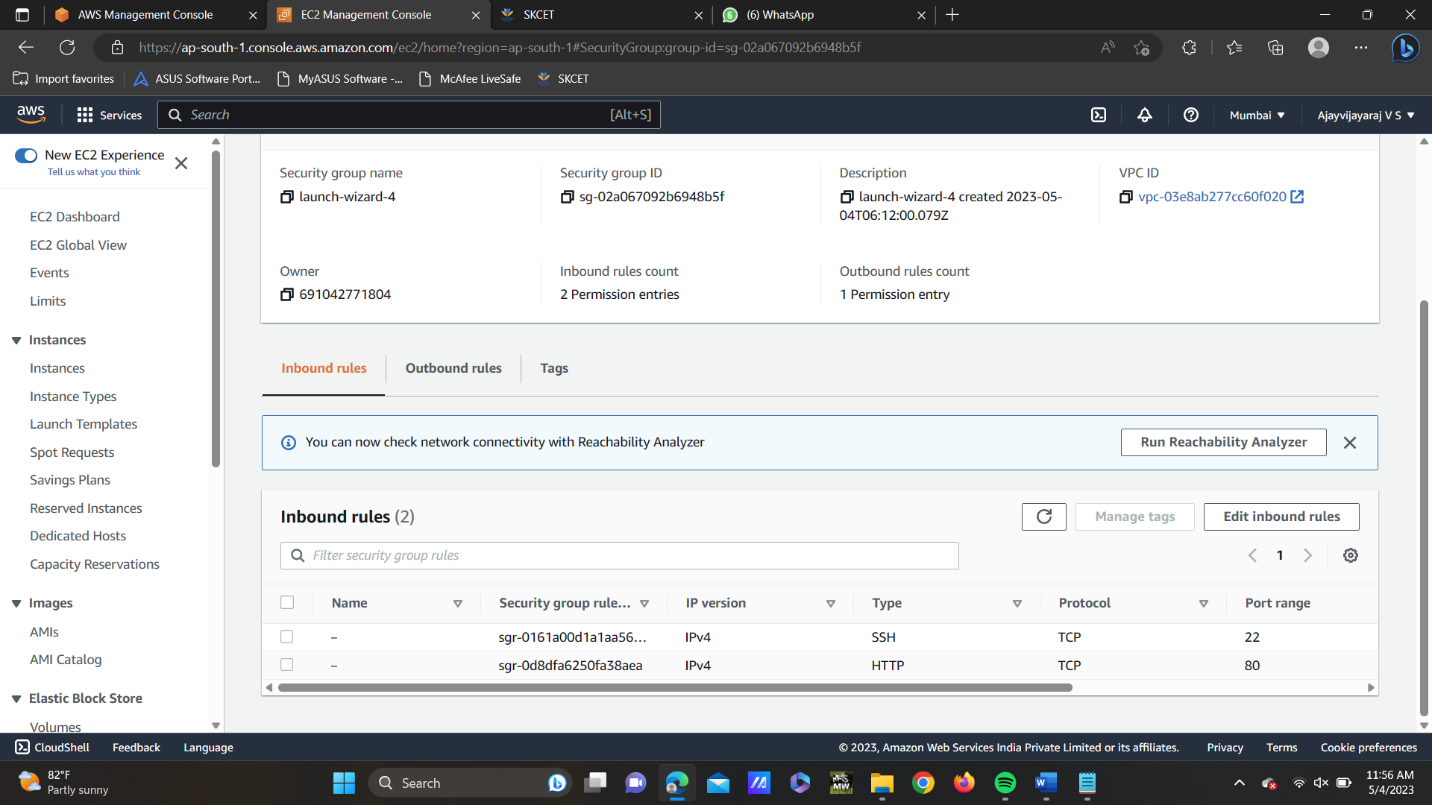 AWS Management Console
EC2 Management Console
SKCET
(6) WhatsApp
https://ap-south-1.console.aws.amazon.com/ec2/home?region=ap-south-1#SecurityGroup:group-id=sg-02a067092b6948b5f
Import favorites
ASUS Software Port...
MyASUS Software -...
McAfee LiveSafe
SKCET
aws
Services
Search
[Alt+S]
Mumbai
Ajayvijayaraj V S
New EC2 Experience
Tell us what you think
EC2 Dashboard
EC2 Global View
Events
Limits
Instances
Instances
Instance Types
Launch Templates
Spot Requests
Savings Plans
Reserved Instances
Dedicated Hosts
Capacity Reservations
Images
AMIs
AMI Catalog
Elastic Block Store
Volumes
Security group name
launch-wizard-4
Security group ID
sg-02a067092b6948b5f
Description
launch-wizard-4 created 2023-05-
04T06:12:00.079Z
VPC ID
vpc-03e8ab277cc60f020
Owner
691042771804
Inbound rules count
2 Permission entries
Outbound rules count
1 Permission entry
Inbound rules
Outbound rules
Tags
You can now check network connectivity with Reachability Analyzer
Run Reachability Analyzer
Inbound rules (2)
Manage tags
Edit inbound rules
Filter security group rules
1
Name
Security group rule...
IP version
Type
Protocol
Port range
– sgr-0161a00d1a1aa56... IPv4 SSH TCP 22
– sgr-0d8dfa6250fa38aea IPv4 HTTP TCP 80
CloudShell
Feedback
Language
© 2023, Amazon Web Services India Private Limited or its affiliates.
Privacy
Terms
Cookie preferences
82°F
Partly sunny
Search
MW
11:56 AM
5/4/2023